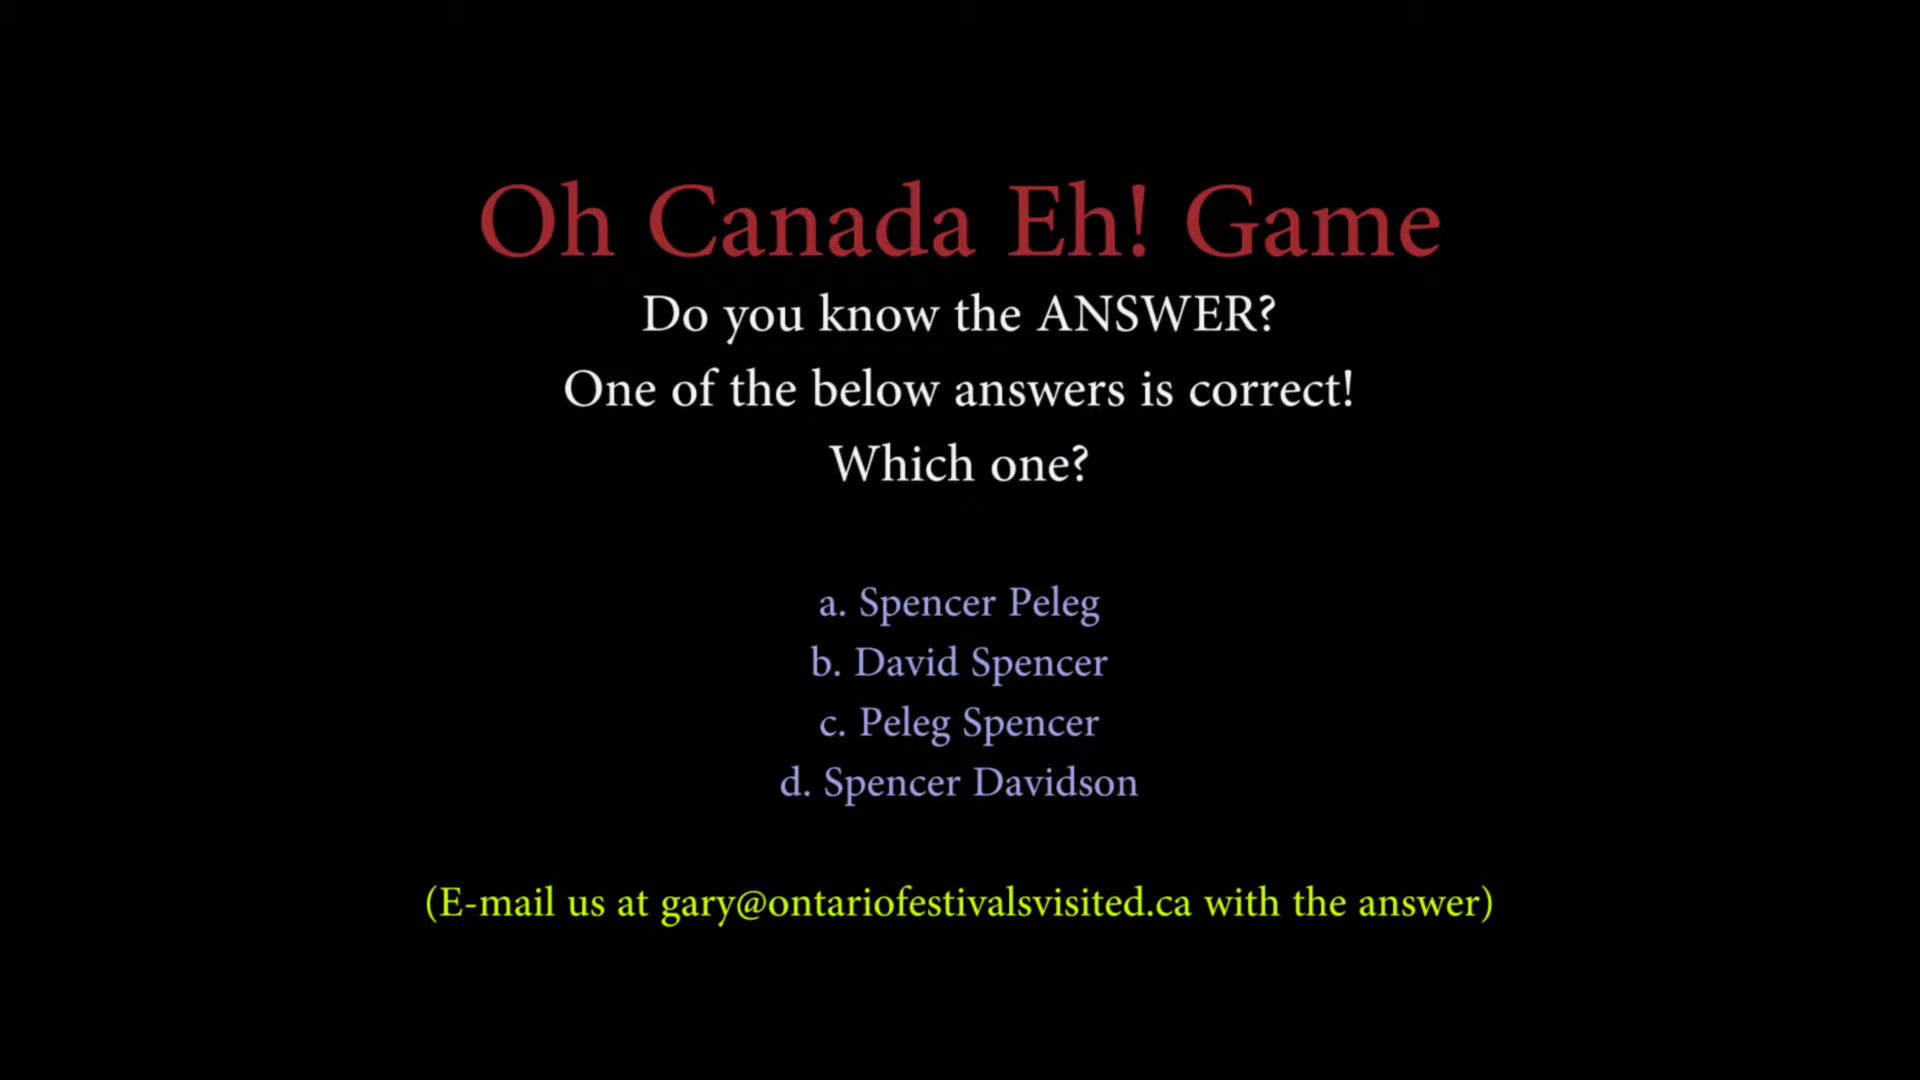 Oh Canada Eh! Game
Do you know the ANSWER?
One of the below answers is correct!
Which one?
a. Spencer Peleg
b. David Spencer
c. Peleg Spencer
d. Spencer Davidson
(E-mail us at gary@ontariofestivalsvisited.ca with the answer)